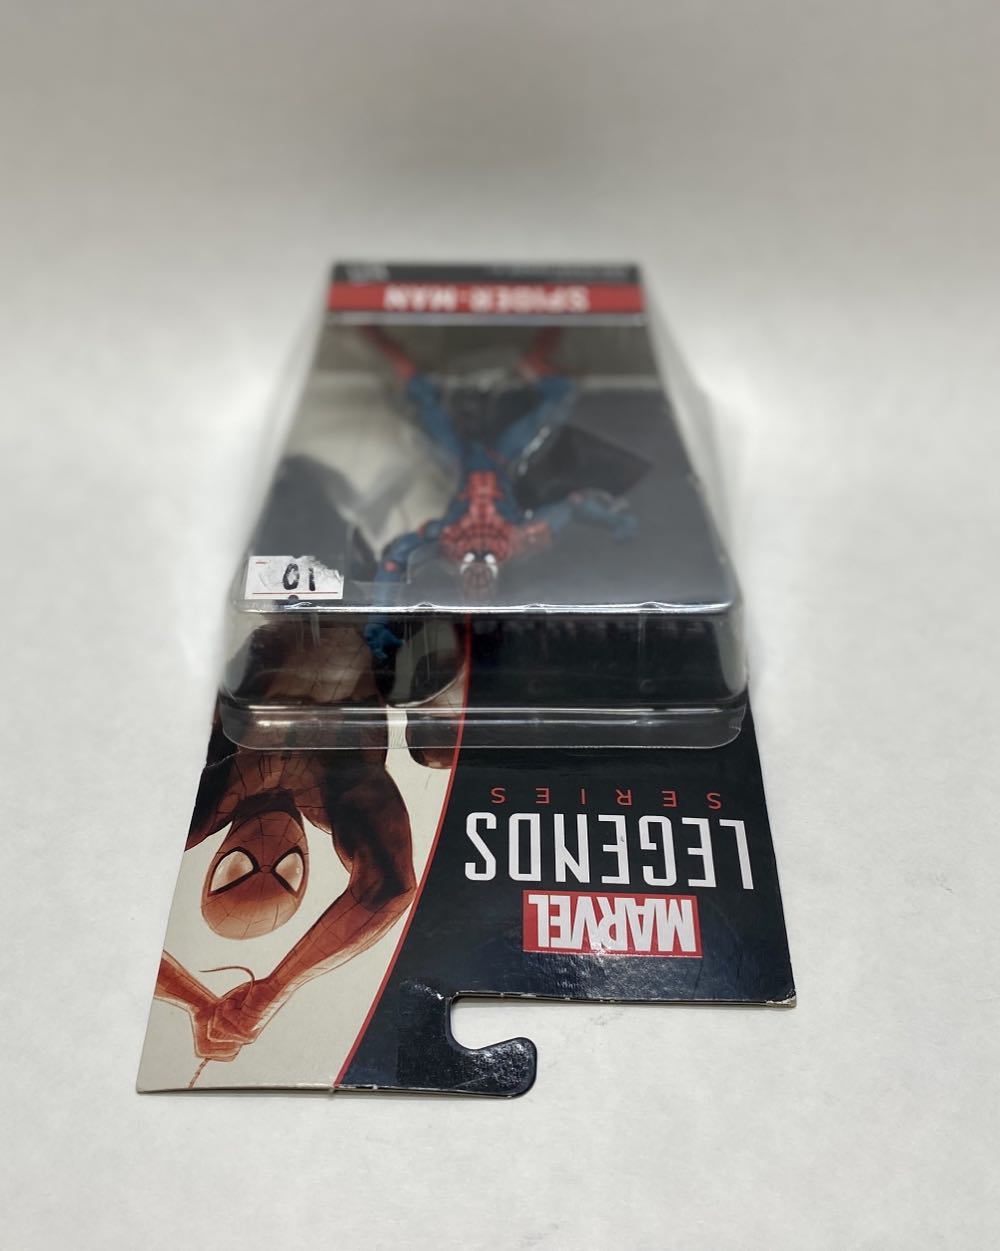 MARVEL
LEGENDS
SERIES
10
SPIDER-MAN